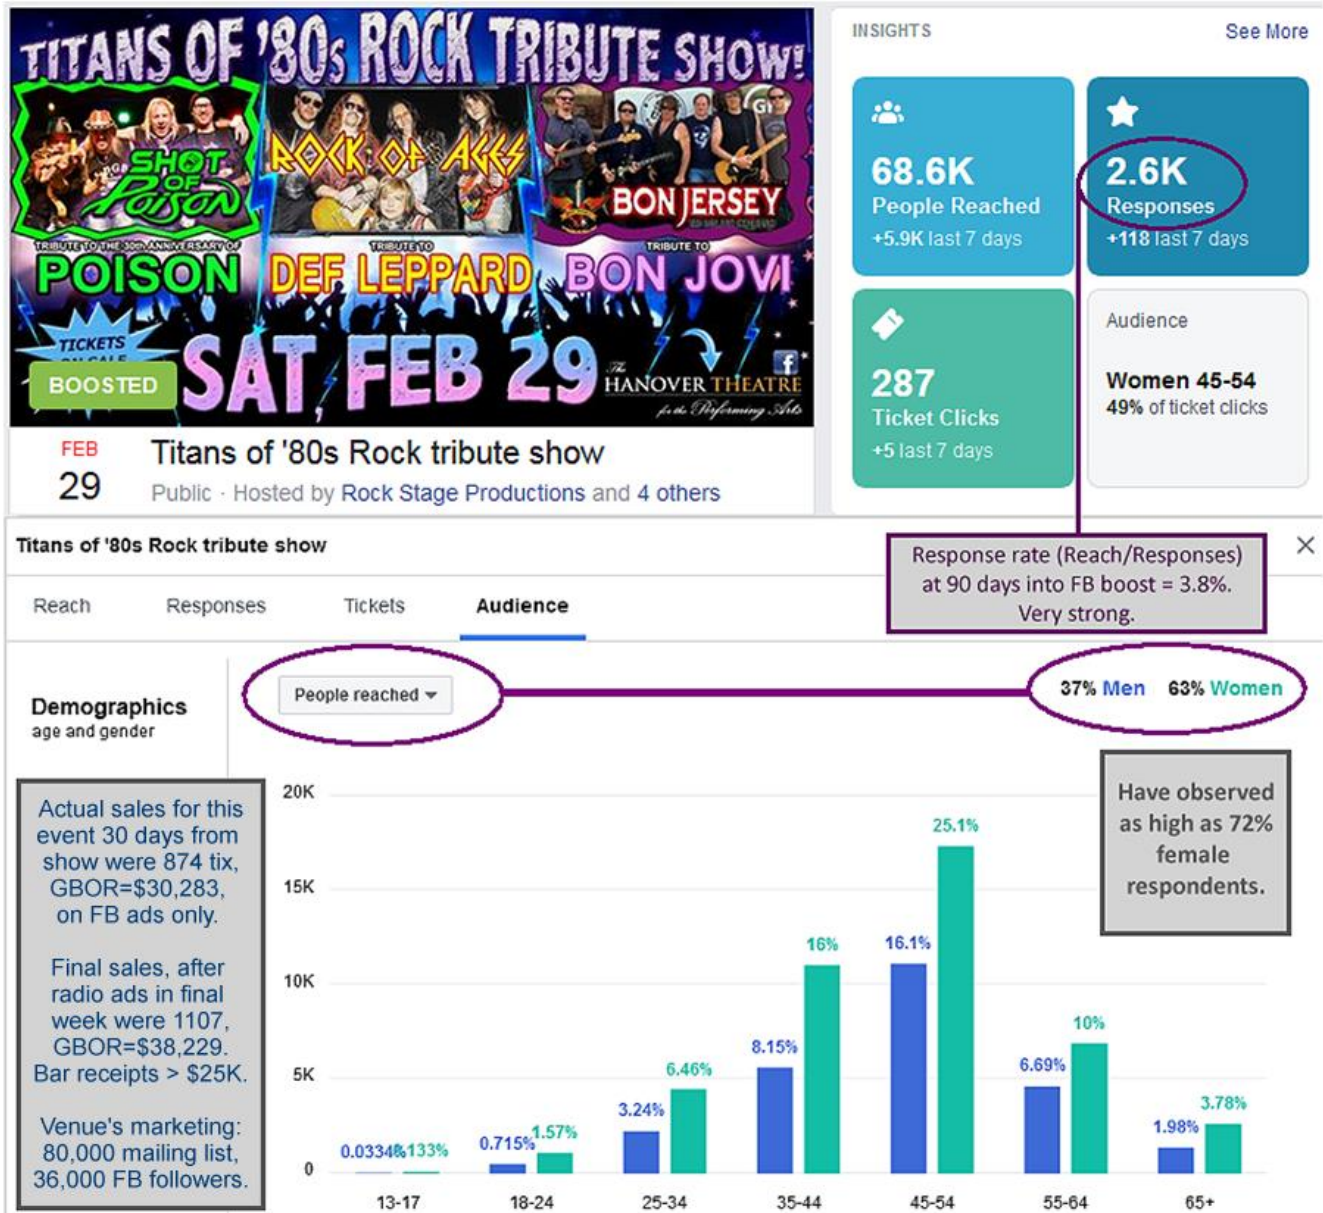 TITANS OF '80s ROCK TRIBUTE SHOW!
SHOT
OF
Poison
TRIBUTE TO THE 30th ANNIVERSARY OF
POISON
ROCK OF AGES
TRIBUTE TO
DEF LEPPARD
BON JERSEY
TRIBUTE TO
BON JOVI
TICKETS
ON SALE
BOOSTED
SAT, FEB 29
The
HANOVER THEATRE
for the Performing Arts
f
FEB
29
Titans of '80s Rock tribute show
Public · Hosted by Rock Stage Productions and 4 others
INSIGHTS
See More
68.6K
People Reached
+5.9K last 7 days
2.6K
Responses
+118 last 7 days
287
Ticket Clicks
+5 last 7 days
Audience
Women 45-54
49% of ticket clicks
Response rate (Reach/Responses)
at 90 days into FB boost = 3.8%.
Very strong.
Titans of '80s Rock tribute show
Reach Responses Tickets Audience
Demographics
age and gender
People reached
37% Men 63% Women
Actual sales for this
event 30 days from
show were 874 tix,
GBOR=$30,283,
on FB ads only.
Final sales, after
radio ads in final
week were 1107,
GBOR=$38,229.
Bar receipts > $25K.
Venue's marketing:
80,000 mailing list,
36,000 FB followers.
Have observed
as high as 72%
female
respondents.
20K
15K
10K
5K
0
0.0334% 0.133%
0.715% 1.57%
3.24% 6.46%
8.15% 16%
16.1% 25.1%
6.69% 10%
1.98% 3.78%
13-17 18-24 25-34 35-44 45-54 55-64 65+